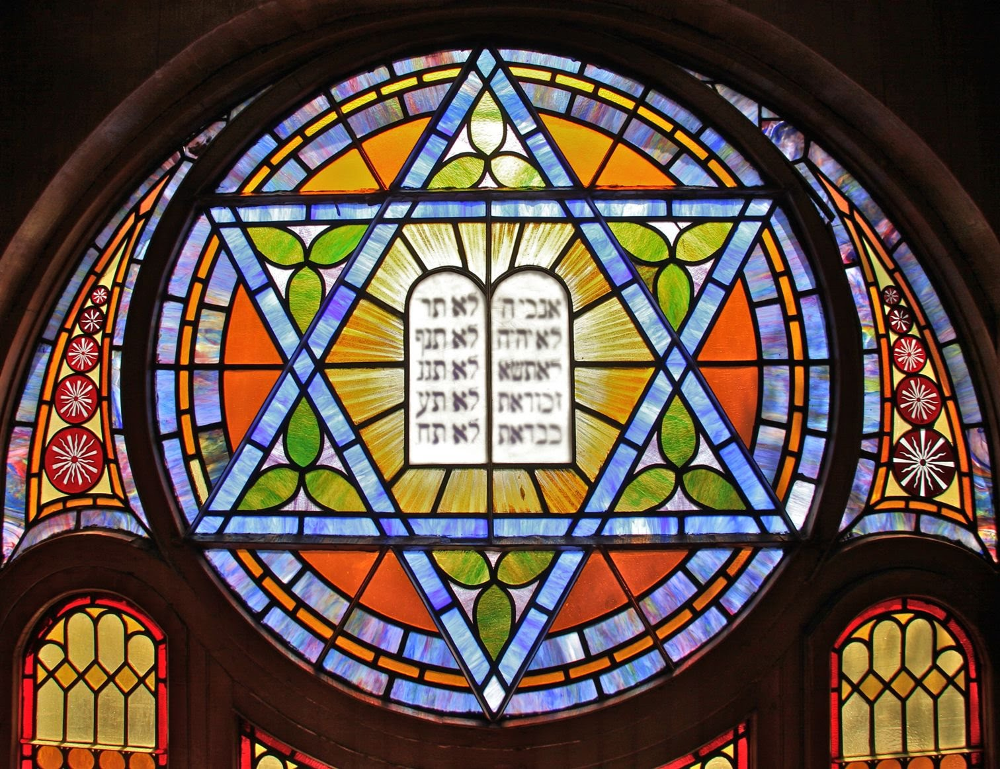 אנכי ה
לא יהיה
לא תשא
זכור את
כבד את
לא תר
לא תנף
לא תגנ
לא תע
לא תח